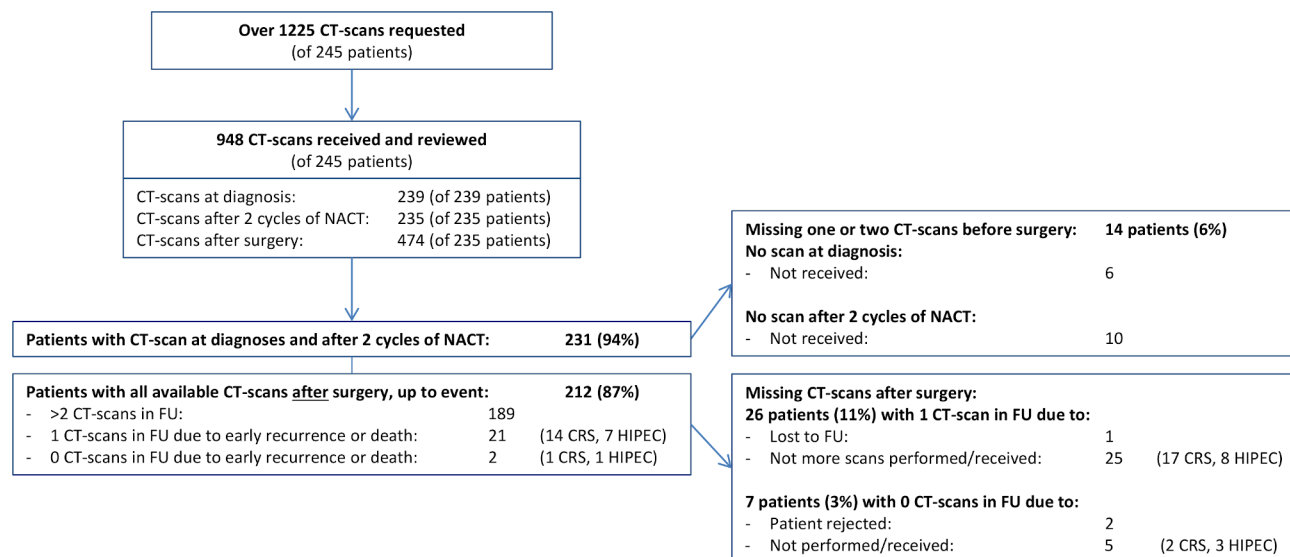 Over 1225 CT-scans requested
(of 245 patients)
948 CT-scans received and reviewed
(of 245 patients)
CT-scans at diagnosis: 239 (of 239 patients)
CT-scans after 2 cycles of NACT: 235 (of 235 patients)
CT-scans after surgery: 474 (of 235 patients)
Missing one or two CT-scans before surgery: 14 patients (6%)
No scan at diagnosis:
- Not received: 6
No scan after 2 cycles of NACT:
- Not received: 10
Patients with CT-scan at diagnoses and after 2 cycles of NACT: 231 (94%)
Patients with all available CT-scans after surgery, up to event: 212 (87%)
- >2 CT-scans in FU: 189
- 1 CT-scans in FU due to early recurrence or death: 21 (14 CRS, 7 HIPEC)
- 0 CT-scans in FU due to early recurrence or death: 2 (1 CRS, 1 HIPEC)
Missing CT-scans after surgery:
26 patients (11%) with 1 CT-scan in FU due to:
- Lost to FU: 1
- Not more scans performed/received: 25 (17 CRS, 8 HIPEC)
7 patients (3%) with 0 CT-scans in FU due to:
- Patient rejected: 2
- Not performed/received: 5 (2 CRS, 3 HIPEC)